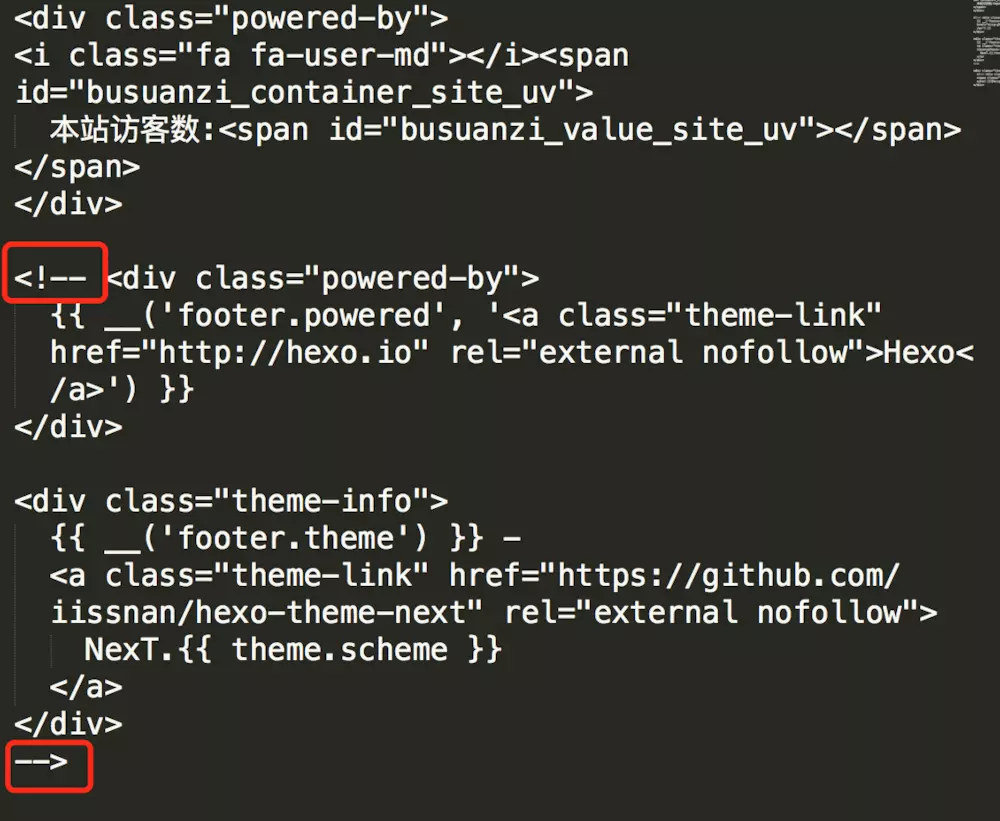 <div class="powered-by">
<i class="fa fa-user-md"></i><span
id="busuanzi_container_site_uv">
本站访客数:<span id="busuanzi_value_site_uv"></span>
</span>
</div>
<!-- <div class="powered-by">
{{ __('footer.powered', '<a class="theme-link"
href="http://hexo.io" rel="external nofollow">Hexo<
/a>') }}
</div>
<div class="theme-info">
{{ __('footer.theme') }} -
<a class="theme-link" href="https://github.com/
iissnan/hexo-theme-next" rel="external nofollow">
NexT.{{ theme.scheme }}
</a>
</div>
-->